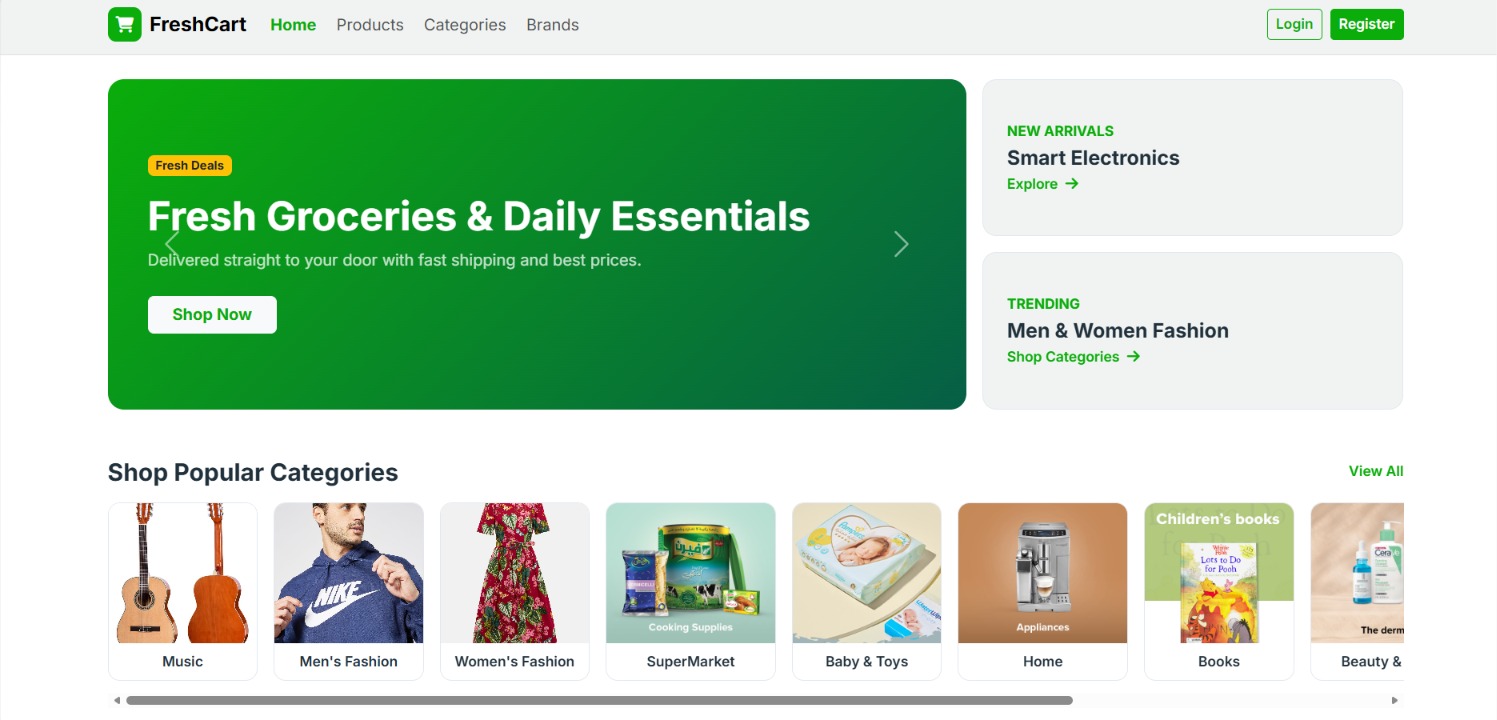 FreshCart Home Products Categories Brands Login Register
Fresh Deals
Fresh Groceries & Daily Essentials
Delivered straight to your door with fast shipping and best prices.
Shop Now
NEW ARRIVALS
Smart Electronics
Explore
TRENDING
Men & Women Fashion
Shop Categories
Shop Popular Categories
View All
NIKE
Children's books
Lots to Do
for Pooh
CeraVe
Cooking Supplies
Appliances
The derm
Music
Men's Fashion
Women's Fashion
SuperMarket
Baby & Toys
Home
Books
Beauty &